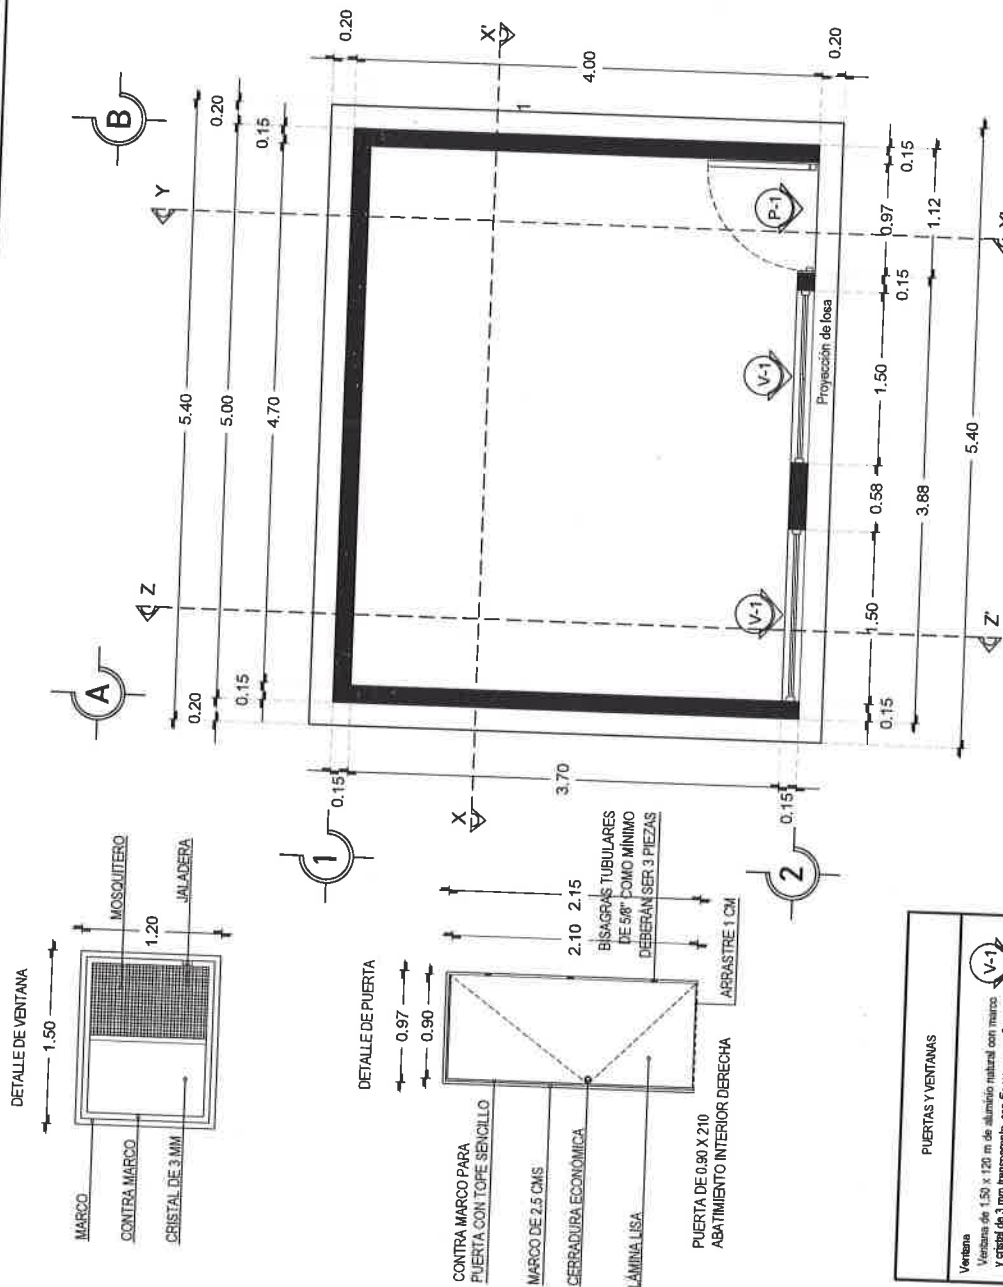 DETALLE DE VENTANA
1.50
MARCO
MOSQUITERO
CONTRA MARCO
1.20
CRISTAL DE 3 MM
JALADERA
DETALLE DE PUERTA
0.97
0.90
CONTRA MARCO PARA
PUERTA CON TOPE SENCILLO
2.10
2.15
MARCO DE 2.5 CMS
CERRADURA ECONÓMICA
BISAGRAS TUBULARES
DE 5/8" COMO MÍNIMO
DEBERÁN SER 3 PIEZAS
LAMINA LISA
ARRASTRE 1 CM
PUERTA DE 0.90 X 210
ABATIMIENTO INTERIOR DERECHA
PUERTAS Y VENTANAS
Ventana
Ventana de 1.50 x 120 m de aluminio natural con marco
V-1
A
B
Z
Y
5.40
0.20
5.00
0.20
0.15
4.70
0.15
1
0.15
0.20
X
X'
3.70
4.00
1
2
0.15
0.20
V-1
V-1
P-1
Proyección de losa
0.15
1.50
0.58
1.50
0.15
0.97
0.15
3.88
1.12
5.40
Z'